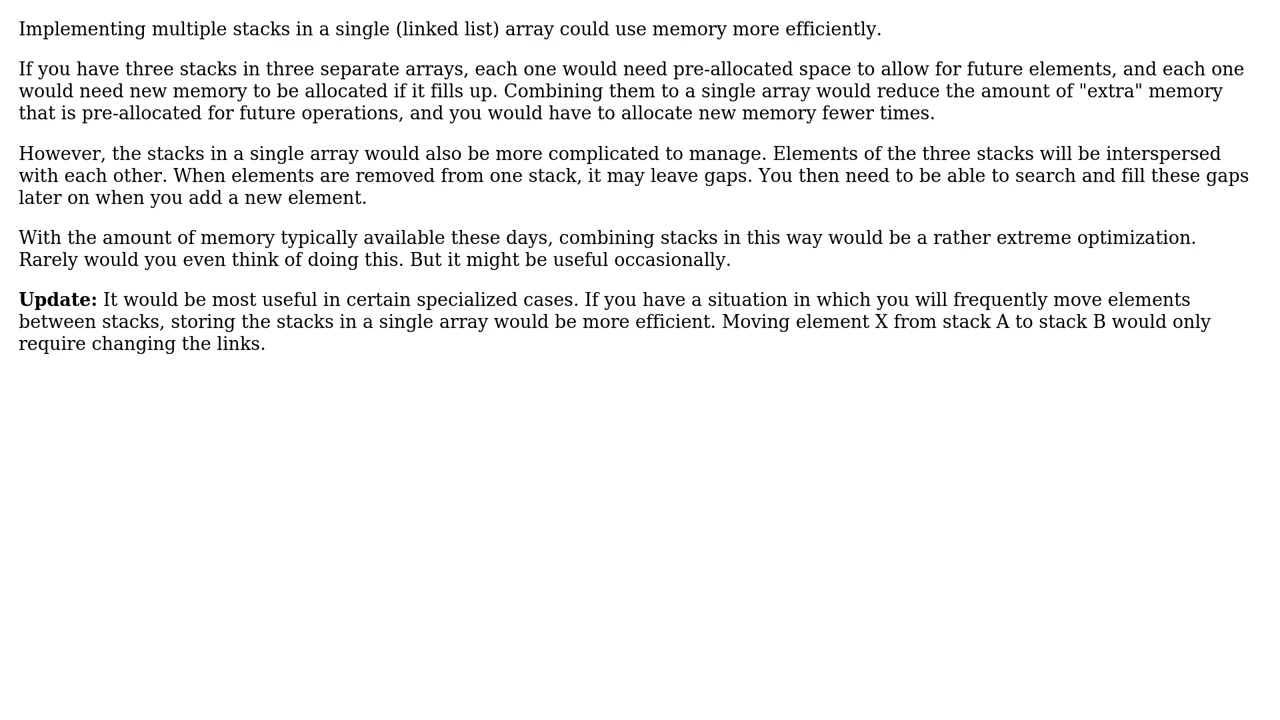 Implementing multiple stacks in a single (linked list) array could use memory more efficiently.
If you have three stacks in three separate arrays, each one would need pre-allocated space to allow for future elements, and each one
would need new memory to be allocated if it fills up. Combining them to a single array would reduce the amount of "extra" memory
that is pre-allocated for future operations, and you would have to allocate new memory fewer times.
However, the stacks in a single array would also be more complicated to manage. Elements of the three stacks will be interspersed
with each other. When elements are removed from one stack, it may leave gaps. You then need to be able to search and fill these gaps
later on when you add a new element.
With the amount of memory typically available these days, combining stacks in this way would be a rather extreme optimization.
Rarely would you even think of doing this. But it might be useful occasionally.
Update: It would be most useful in certain specialized cases. If you have a situation in which you will frequently move elements
between stacks, storing the stacks in a single array would be more efficient. Moving element X from stack A to stack B would only
require changing the links.